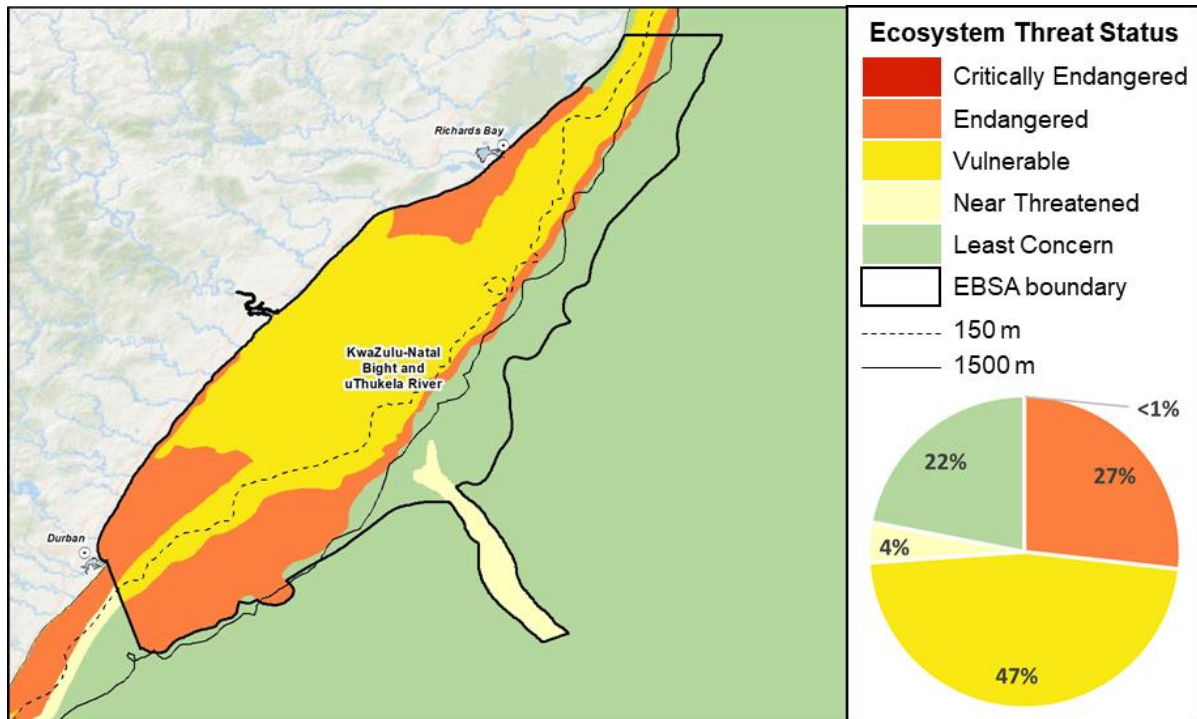 Richards Bay
KwaZulu-Natal
Bight and
uThukela River
Durban
Ecosystem Threat Status
Critically Endangered
Endangered
Vulnerable
Near Threatened
Least Concern
EBSA boundary
150 m
1500 m
<1%
22%
27%
4%
47%